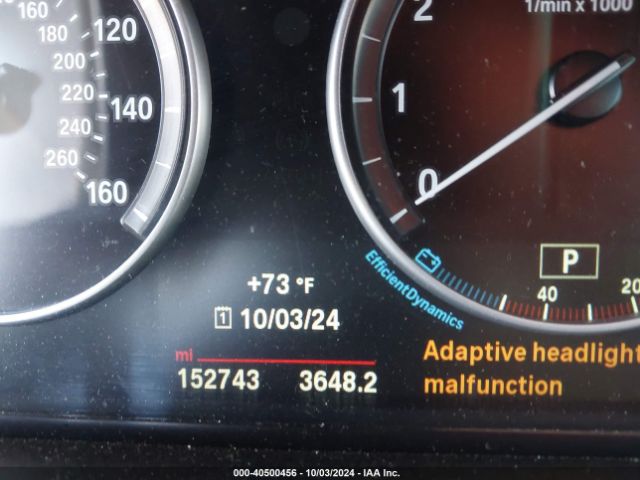 160
180
120
200
220
140
240
260
160
2
1/min x 1000
1
0
EfficientDynamics
P
40
20
+73 °F
1 10/03/24
mi
152743 3648.2
Adaptive headlight
malfunction
000-40500456 - 10/03/2024 - IAA Inc.